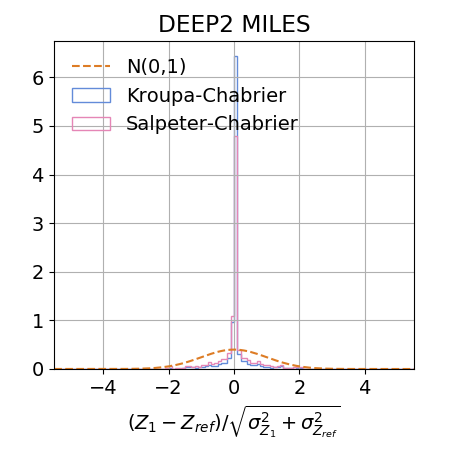 DEEP2 MILES
N(0,1)
Kroupa-Chabrier
Salpeter-Chabrier
6
5
4
3
2
1
0
−4 −2 0 2 4
(Z₁ − Z_ref)/√(σ²_Z₁ + σ²_Z_ref)